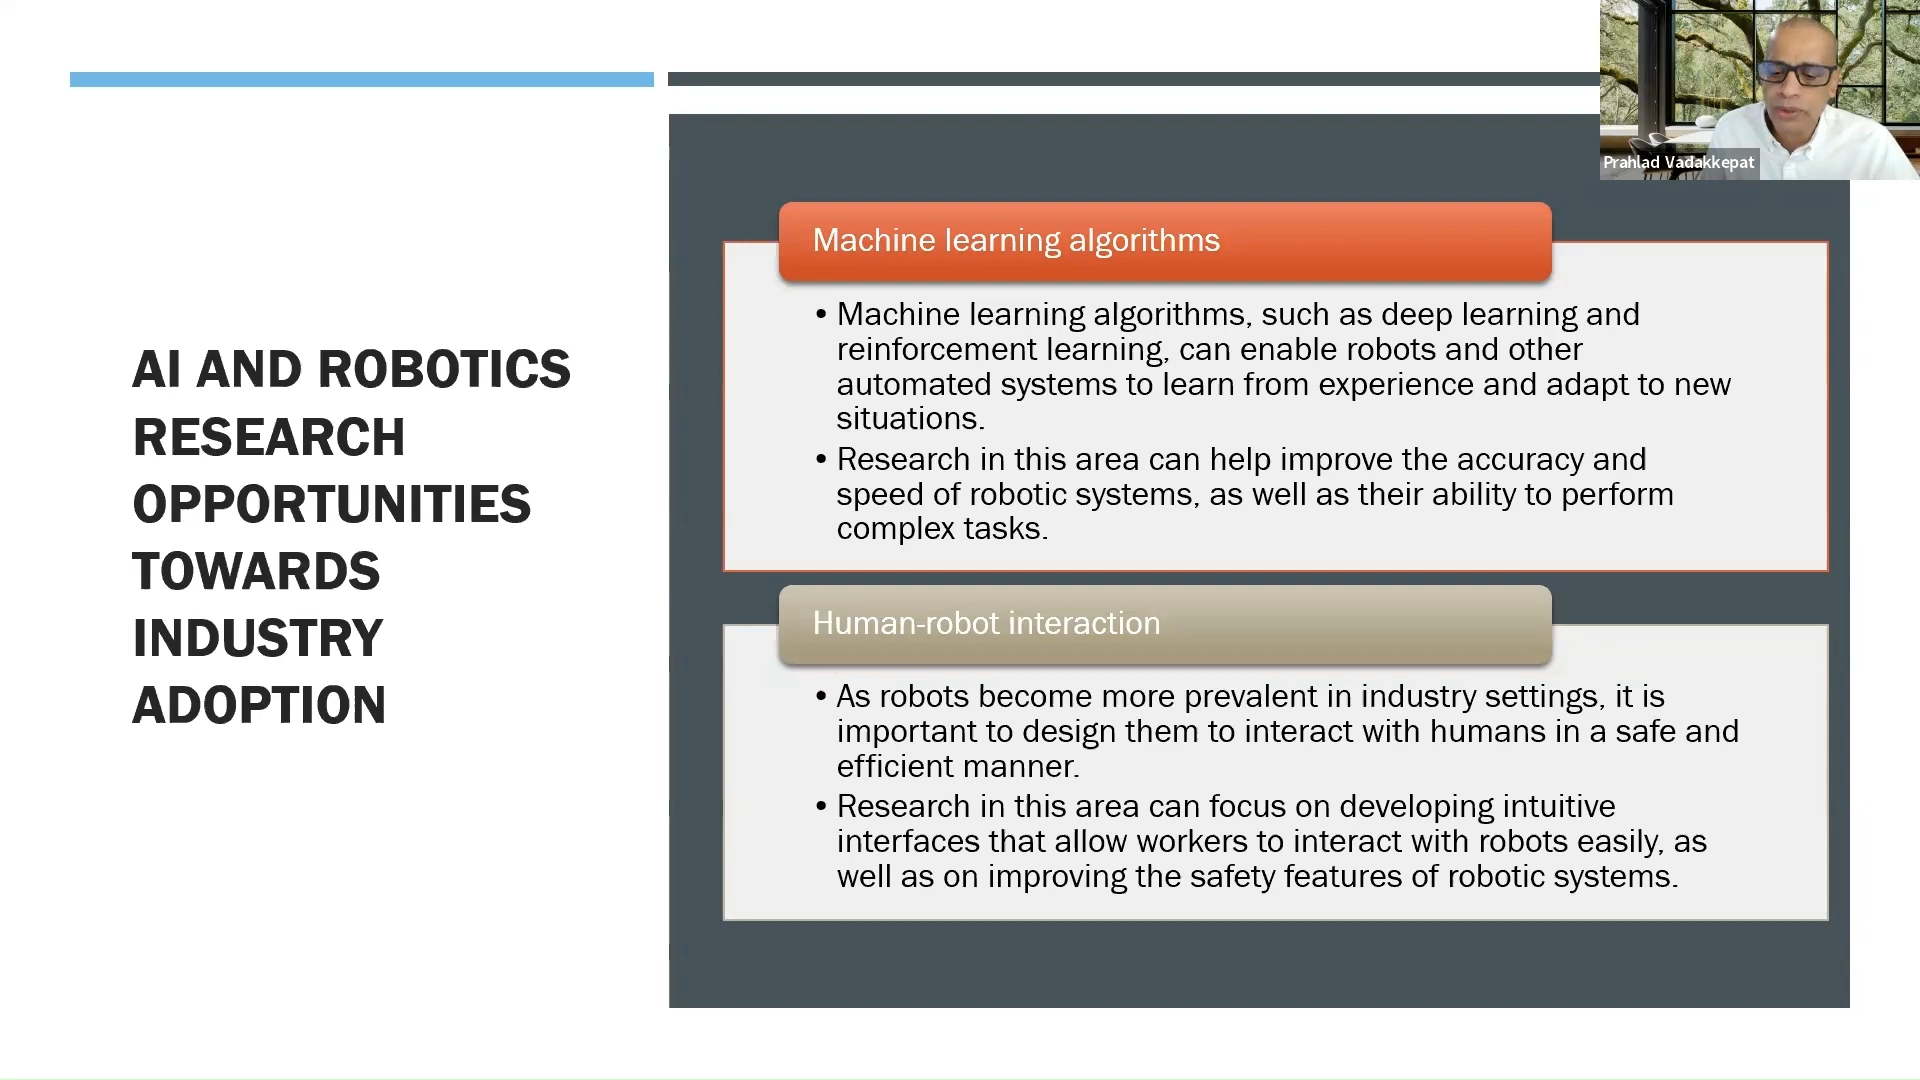 AI AND ROBOTICS
RESEARCH
OPPORTUNITIES
TOWARDS
INDUSTRY
ADOPTION
Machine learning algorithms
• Machine learning algorithms, such as deep learning and
reinforcement learning, can enable robots and other
automated systems to learn from experience and adapt to new
situations.
• Research in this area can help improve the accuracy and
speed of robotic systems, as well as their ability to perform
complex tasks.
Human-robot interaction
• As robots become more prevalent in industry settings, it is
important to design them to interact with humans in a safe and
efficient manner.
• Research in this area can focus on developing intuitive
interfaces that allow workers to interact with robots easily, as
well as on improving the safety features of robotic systems.
Prahlad Vadakkepat